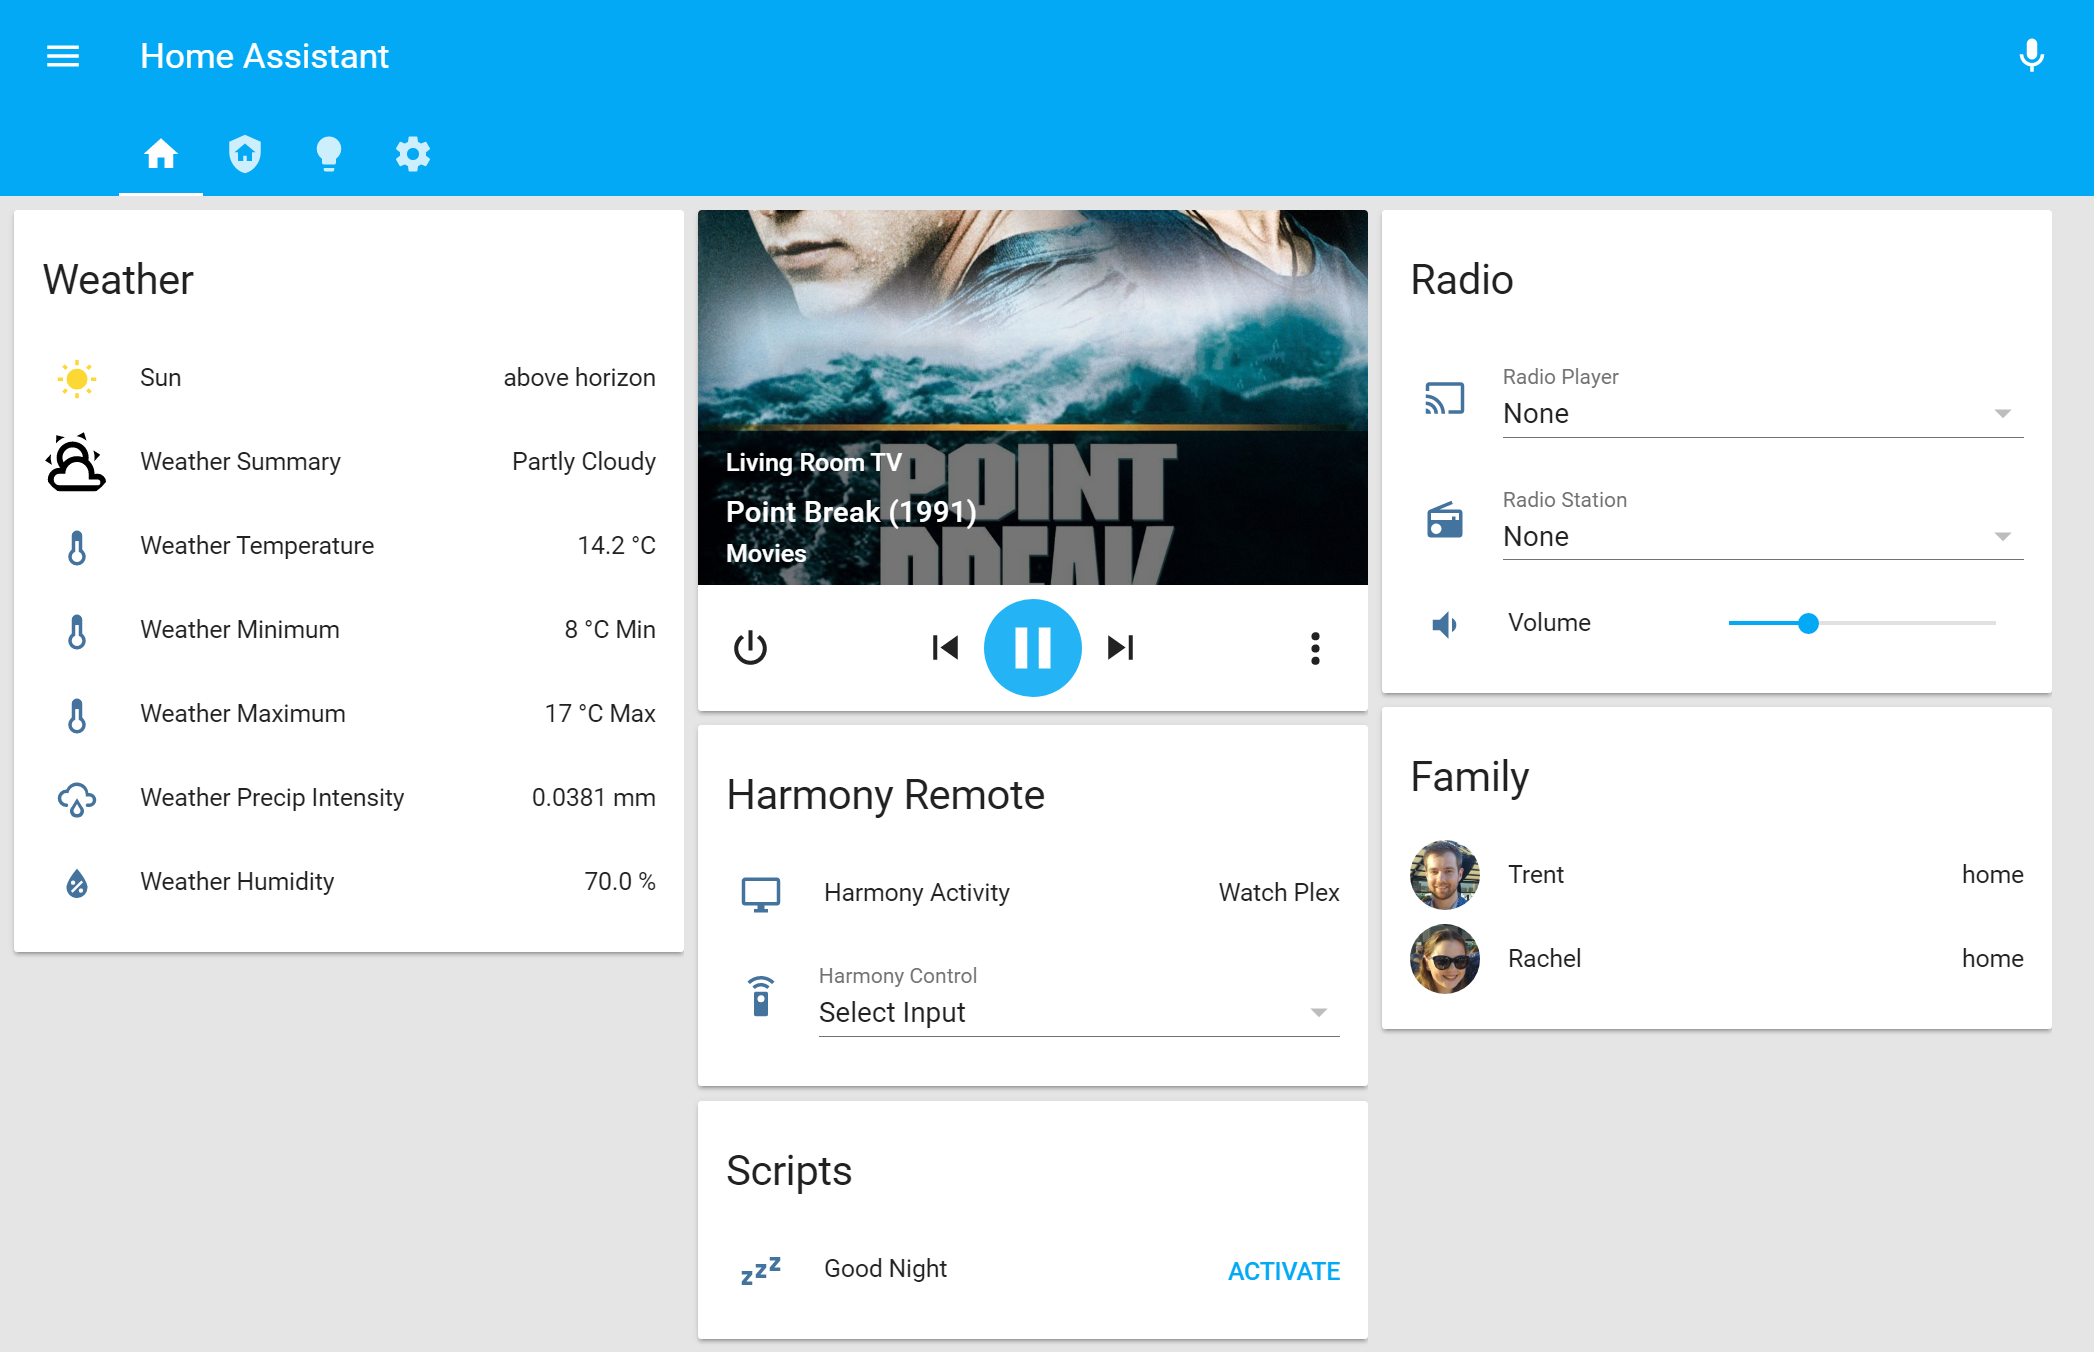 Home Assistant
Weather
Sun above horizon
Weather Summary Partly Cloudy
Weather Temperature 14.2 °C
Weather Minimum 8 °C Min
Weather Maximum 17 °C Max
Weather Precip Intensity 0.0381 mm
Weather Humidity 70.0 %
POINT
BREAK
Living Room TV
Point Break (1991)
Movies
Harmony Remote
Harmony Activity Watch Plex
Harmony Control
Select Input
Scripts
zzz Good Night ACTIVATE
Radio
Radio Player
None
Radio Station
None
Volume
Family
Trent home
Rachel home